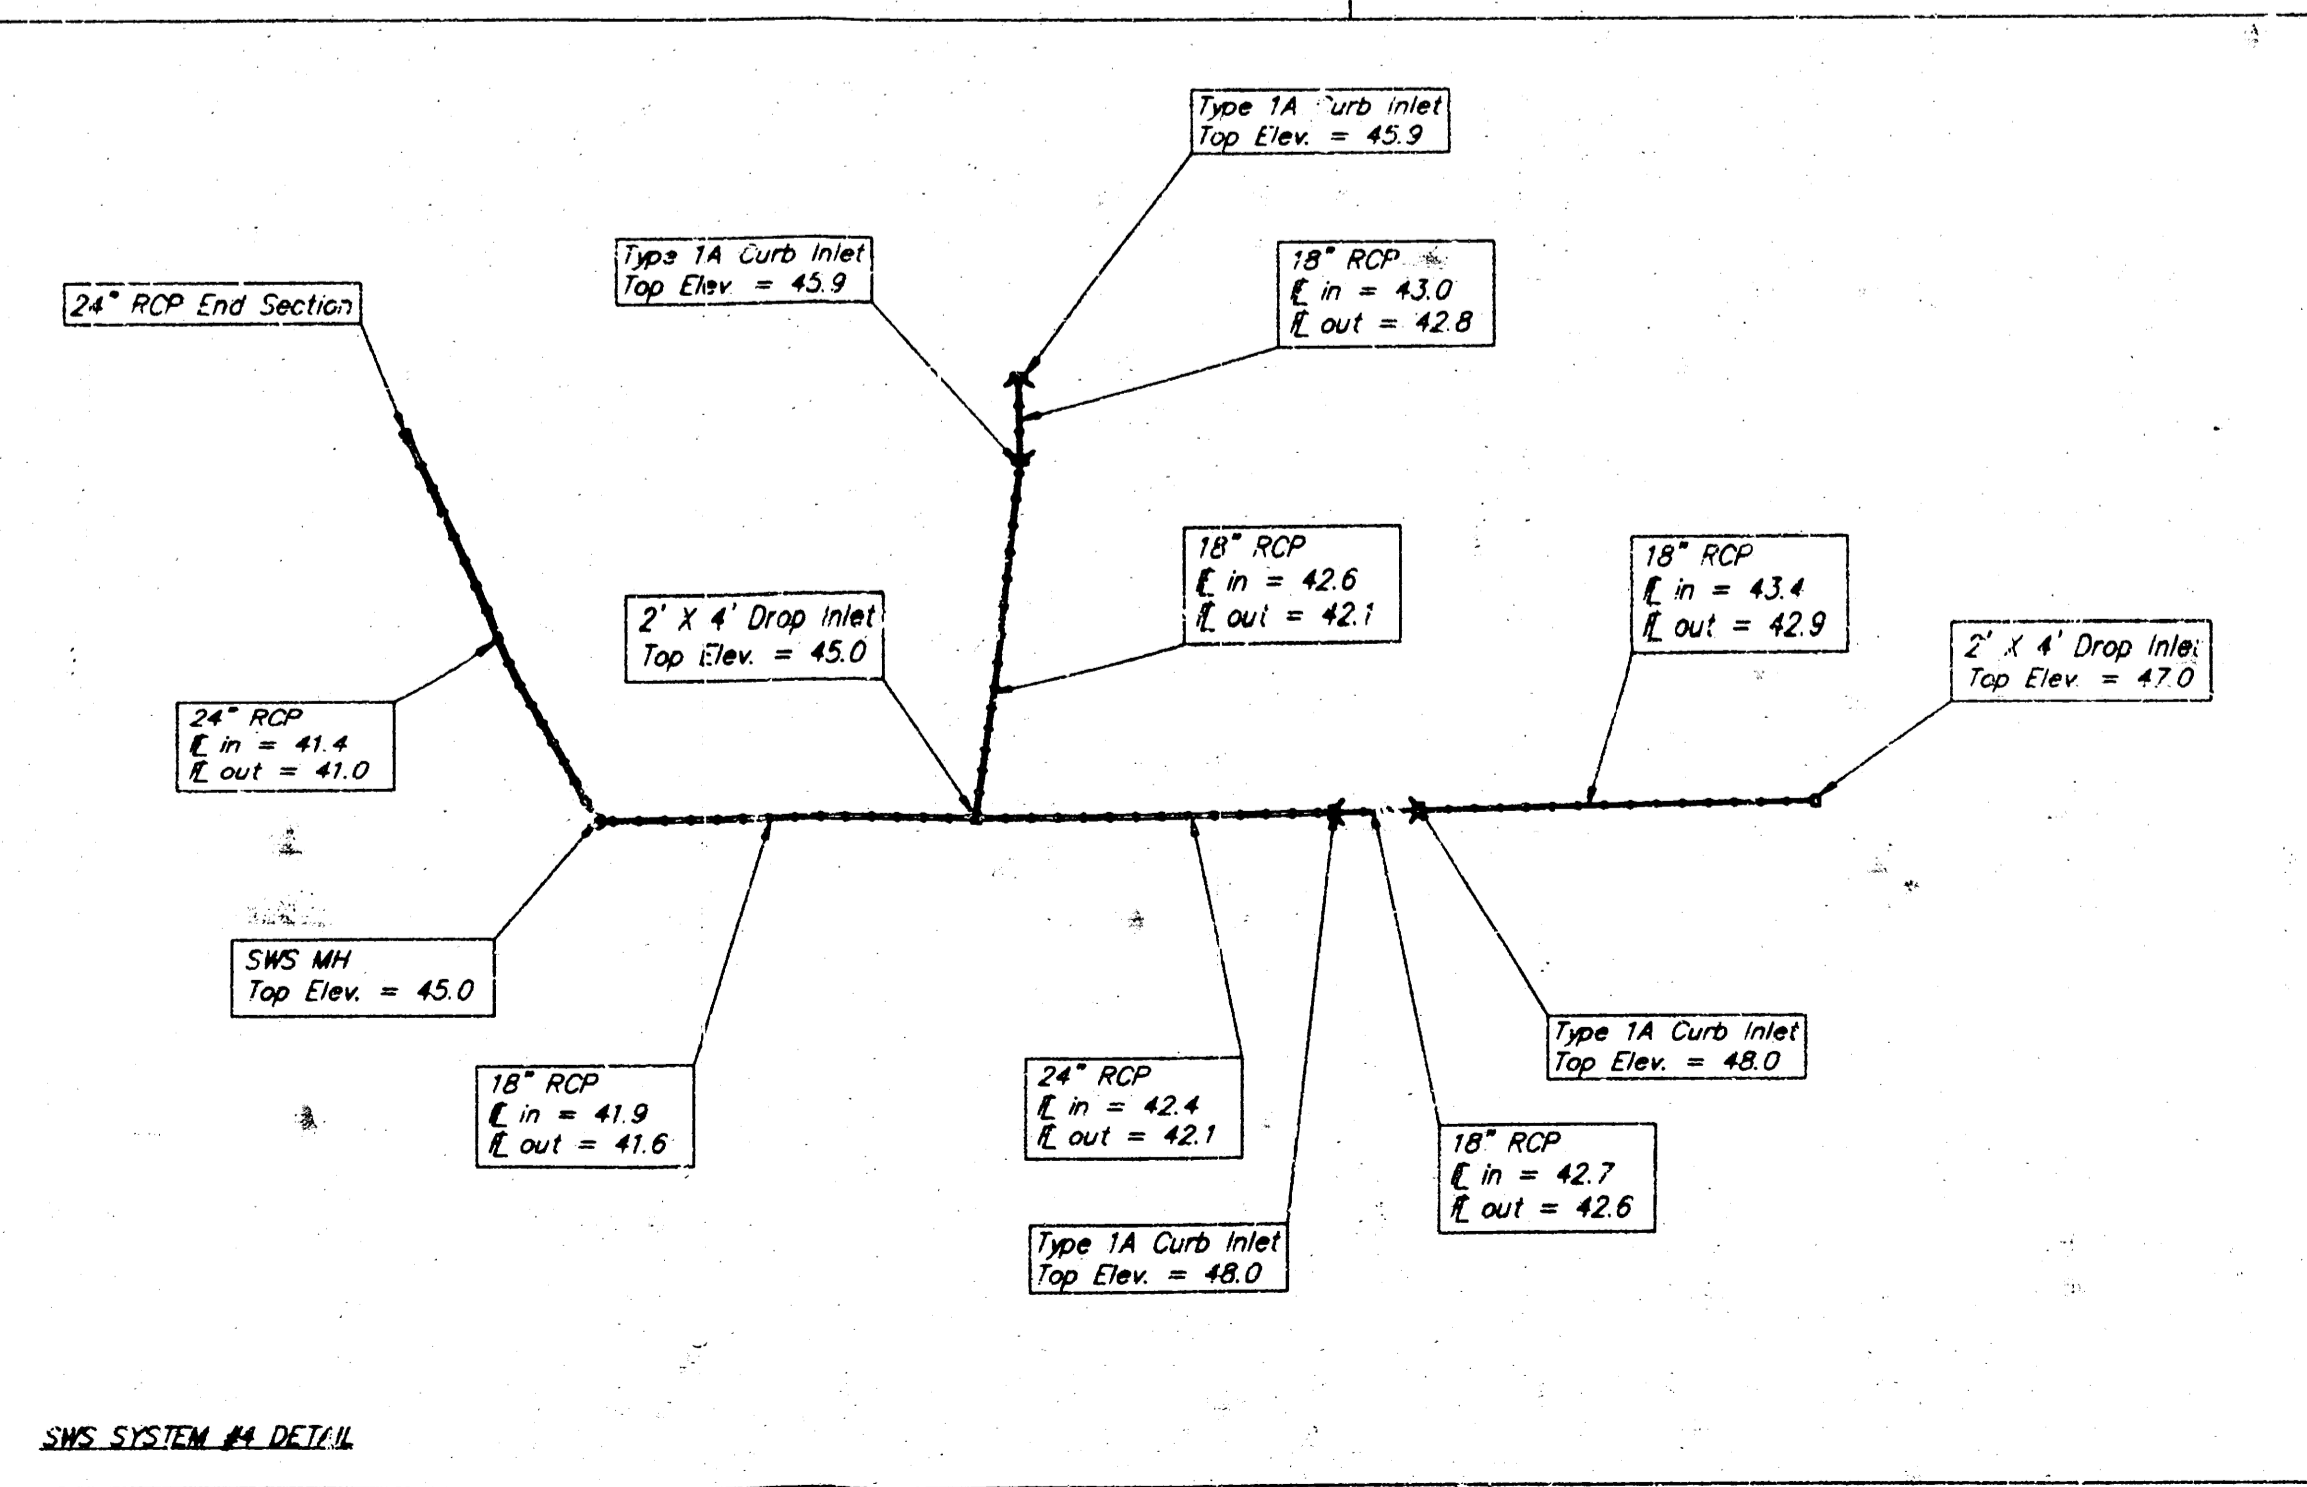 Type 1A Curb Inlet
Top Elev. = 45.9
Type 1A Curb Inlet
Top Elev. = 45.9
18" RCP
℄ in = 43.0
℄ out = 42.8
24" RCP End Section
18" RCP
℄ in = 42.6
℄ out = 42.1
18" RCP
℄ in = 43.4
℄ out = 42.9
2' X 4' Drop Inlet
Top Elev. = 45.0
2' X 4' Drop Inlet
Top Elev. = 47.0
24" RCP
℄ in = 41.4
℄ out = 41.0
SWS MH
Top Elev. = 45.0
Type 1A Curb Inlet
Top Elev. = 48.0
18" RCP
℄ in = 41.9
℄ out = 41.6
24" RCP
℄ in = 42.4
℄ out = 42.1
18" RCP
℄ in = 42.7
℄ out = 42.6
Type 1A Curb Inlet
Top Elev. = 48.0
SWS SYSTEM #4 DETAIL